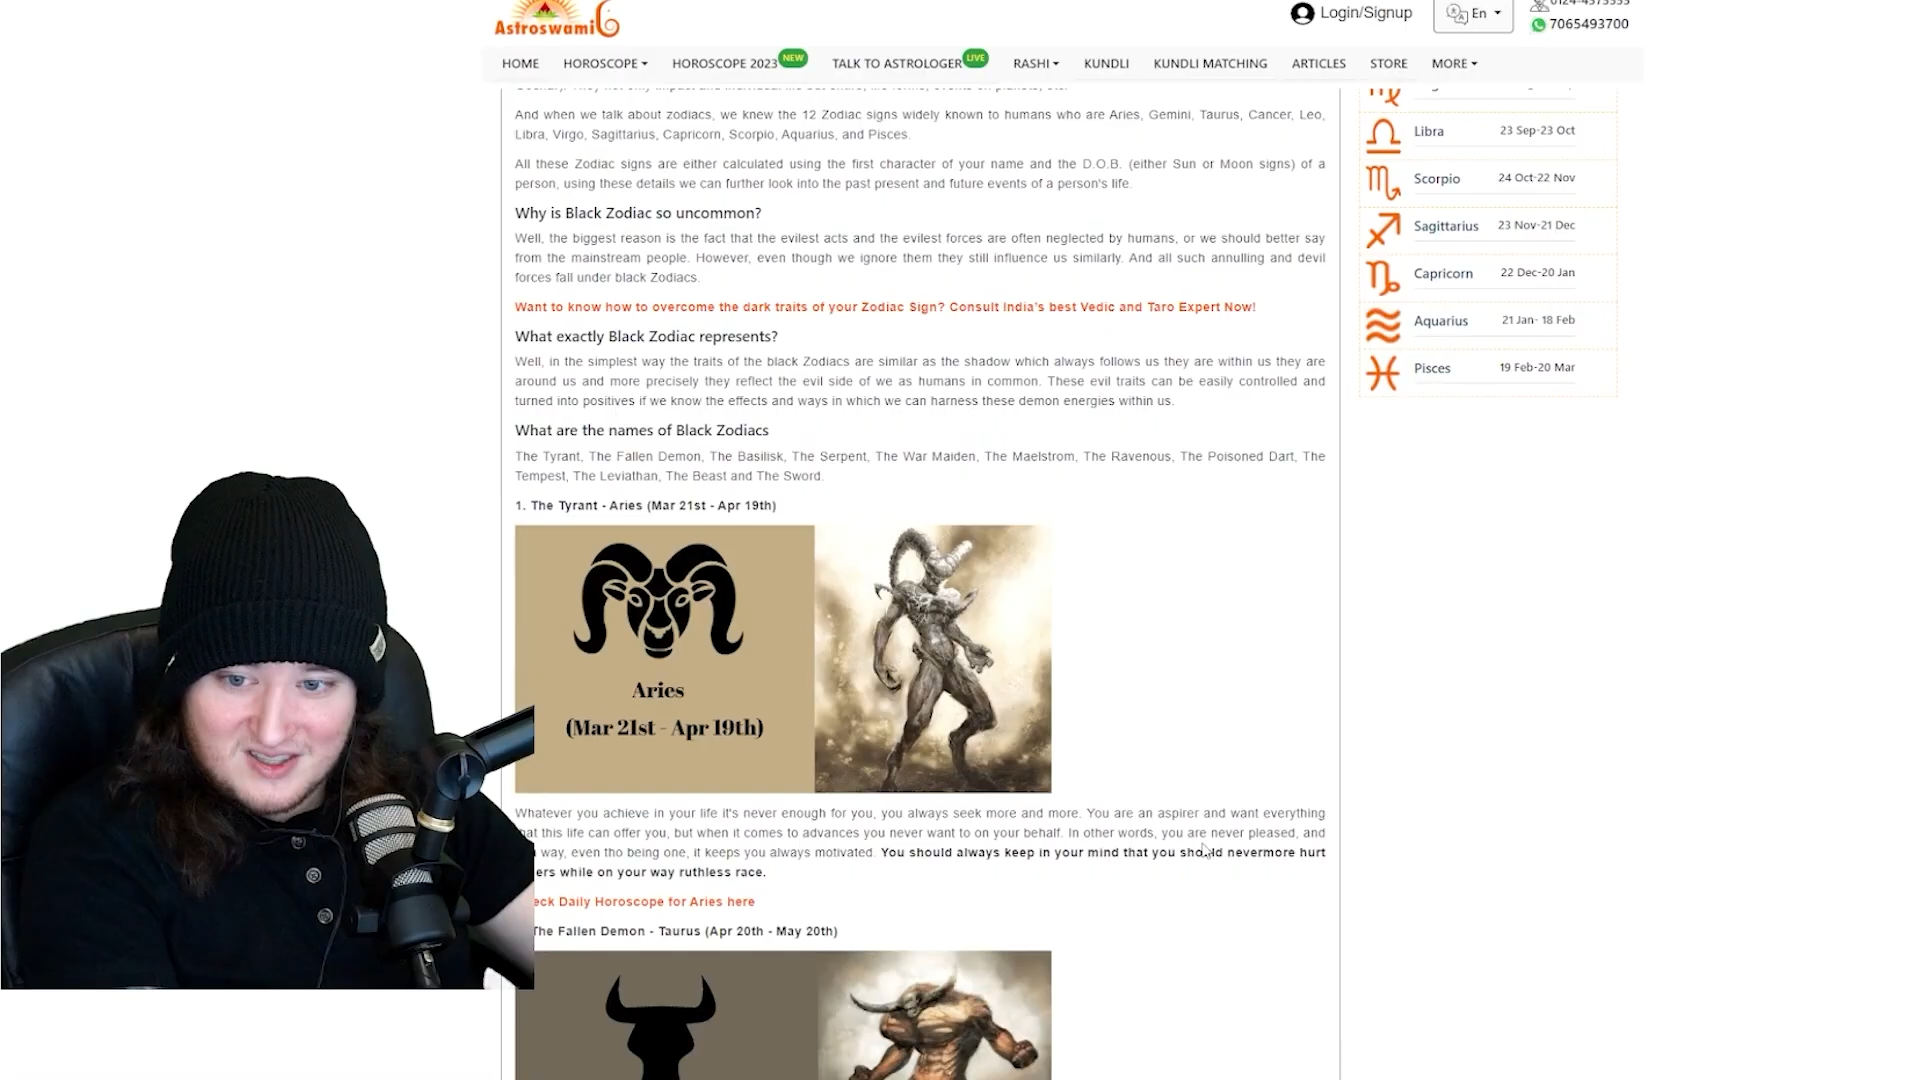 Astroswamig
Login/Signup
En
7065493700
HOME
HOROSCOPE
HOROSCOPE 2023
NEW
TALK TO ASTROLOGER
LIVE
RASHI
KUNDLI
KUNDLI MATCHING
ARTICLES
STORE
MORE
And when we talk about zodiacs, we knew the 12 Zodiac signs widely known to humans who are Aries, Gemini, Taurus, Cancer, Leo,
Libra, Virgo, Sagittarius, Capricorn, Scorpio, Aquarius, and Pisces.
All these Zodiac signs are either calculated using the first character of your name and the D.O.B. (either Sun or Moon signs) of a
person, using these details we can further look into the past present and future events of a person's life.
Why is Black Zodiac so uncommon?
Well, the biggest reason is the fact that the evilest acts and the evilest forces are often neglected by humans, or we should better say
from the mainstream people. However, even though we ignore them they still influence us similarly. And all such annulling and devil
forces fall under black Zodiacs.
Want to know how to overcome the dark traits of your Zodiac Sign? Consult India's best Vedic and Taro Expert Now!
What exactly Black Zodiac represents?
Well, in the simplest way the traits of the black Zodiacs are similar as the shadow which always follows us they are within us they are
around us and more precisely they reflect the evil side of we as humans in common. These evil traits can be easily controlled and
turned into positives if we know the effects and ways in which we can harness these demon energies within us.
What are the names of Black Zodiacs
The Tyrant, The Fallen Demon, The Basilisk, The Serpent, The War Maiden, The Maelstrom, The Ravenous, The Poisoned Dart, The
Tempest, The Leviathan, The Beast and The Sword.
1. The Tyrant - Aries (Mar 21st - Apr 19th)
Aries
(Mar 21st - Apr 19th)
Whatever you achieve in your life it's never enough for you, you always seek more and more. You are an aspirer and want everything
that this life can offer you, but when it comes to advances you never want to on your behalf. In other words, you are never pleased, and
way, even tho being one, it keeps you always motivated. You should always keep in your mind that you should nevermore hurt
ers while on your way ruthless race.
eck Daily Horoscope for Aries here
The Fallen Demon - Taurus (Apr 20th - May 20th)
Libra 23 Sep-23 Oct
Scorpio 24 Oct-22 Nov
Sagittarius 23 Nov-21 Dec
Capricorn 22 Dec-20 Jan
Aquarius 21 Jan- 18 Feb
Pisces 19 Feb-20 Mar